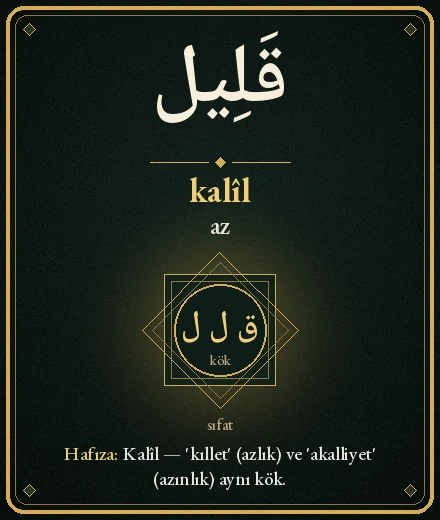 قَلِيل
kalîl
az
ق ل ل
kök
sıfat
Hafıza: Kalîl — 'kıllet' (azlık) ve 'akalliyet'
(azınlık) aynı kök.